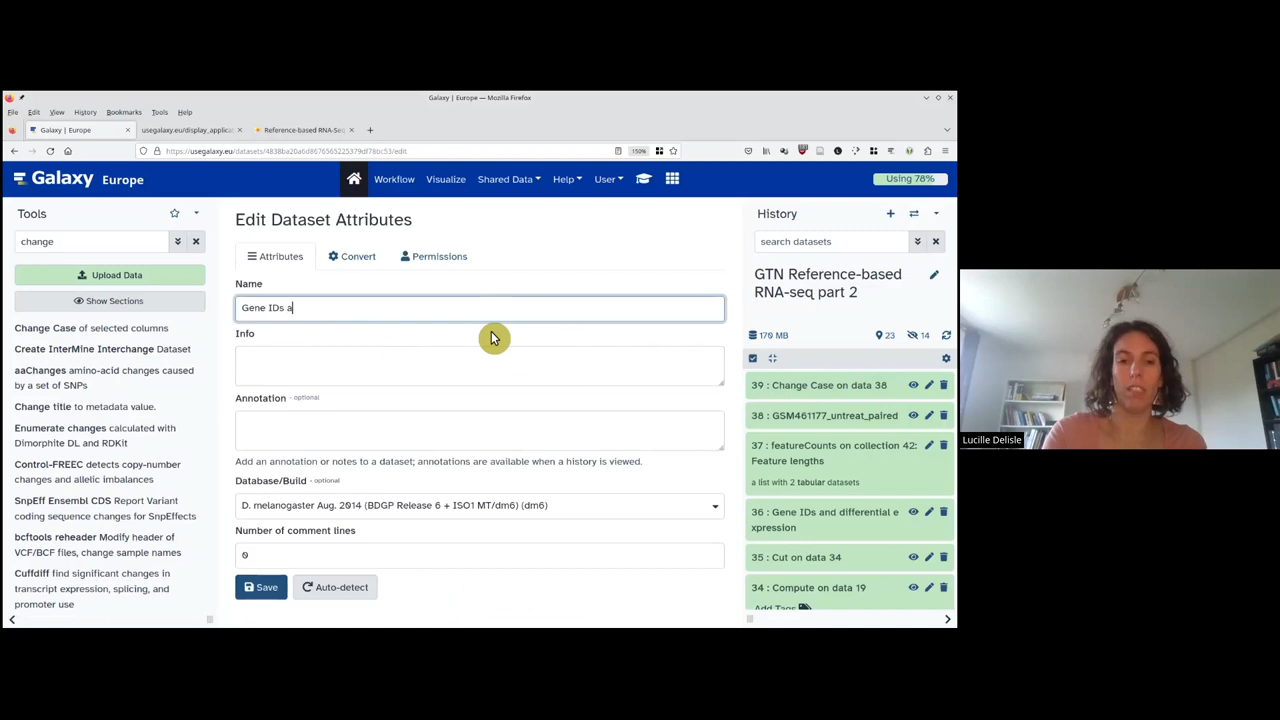 Galaxy | Europe — Mozilla Firefox
File Edit View History Bookmarks Tools Help
Galaxy | Europe
usegalaxy.eu/display_applica
Reference-based RNA-Seq
https://usegalaxy.eu/datasets/4838ba20a6d8676565225379df78bc53/edit
150%
Galaxy Europe
Workflow Visualize Shared Data Help User
Using 78%
Tools
change
Upload Data
Show Sections
Change Case of selected columns
Create InterMine Interchange Dataset
aaChanges amino-acid changes caused
by a set of SNPs
Change title to metadata value.
Enumerate changes calculated with
Dimorphite DL and RDKit
Control-FREEC detects copy-number
changes and allelic imbalances
SnpEff Ensembl CDS Report Variant
coding sequence changes for SnpEffects
bcftools reheader Modify header of
VCF/BCF files, change sample names
Cuffdiff find significant changes in
transcript expression, splicing, and
promoter use
Edit Dataset Attributes
Attributes Convert Permissions
Name
Gene IDs a
Info
Annotation - optional
Add an annotation or notes to a dataset; annotations are available when a history is viewed.
Database/Build - optional
D. melanogaster Aug. 2014 (BDGP Release 6 + ISO1 MT/dm6) (dm6)
Number of comment lines
0
Save Auto-detect
History
search datasets
GTN Reference-based
RNA-seq part 2
170 MB 23 14
39 : Change Case on data 38
38 : GSM461177_untreat_paired
37 : featureCounts on collection 42:
Feature lengths
a list with 2 tabular datasets
36 : Gene IDs and differential e
xpression
35 : Cut on data 34
34 : Compute on data 19
Add Tags
Lucille Delisle